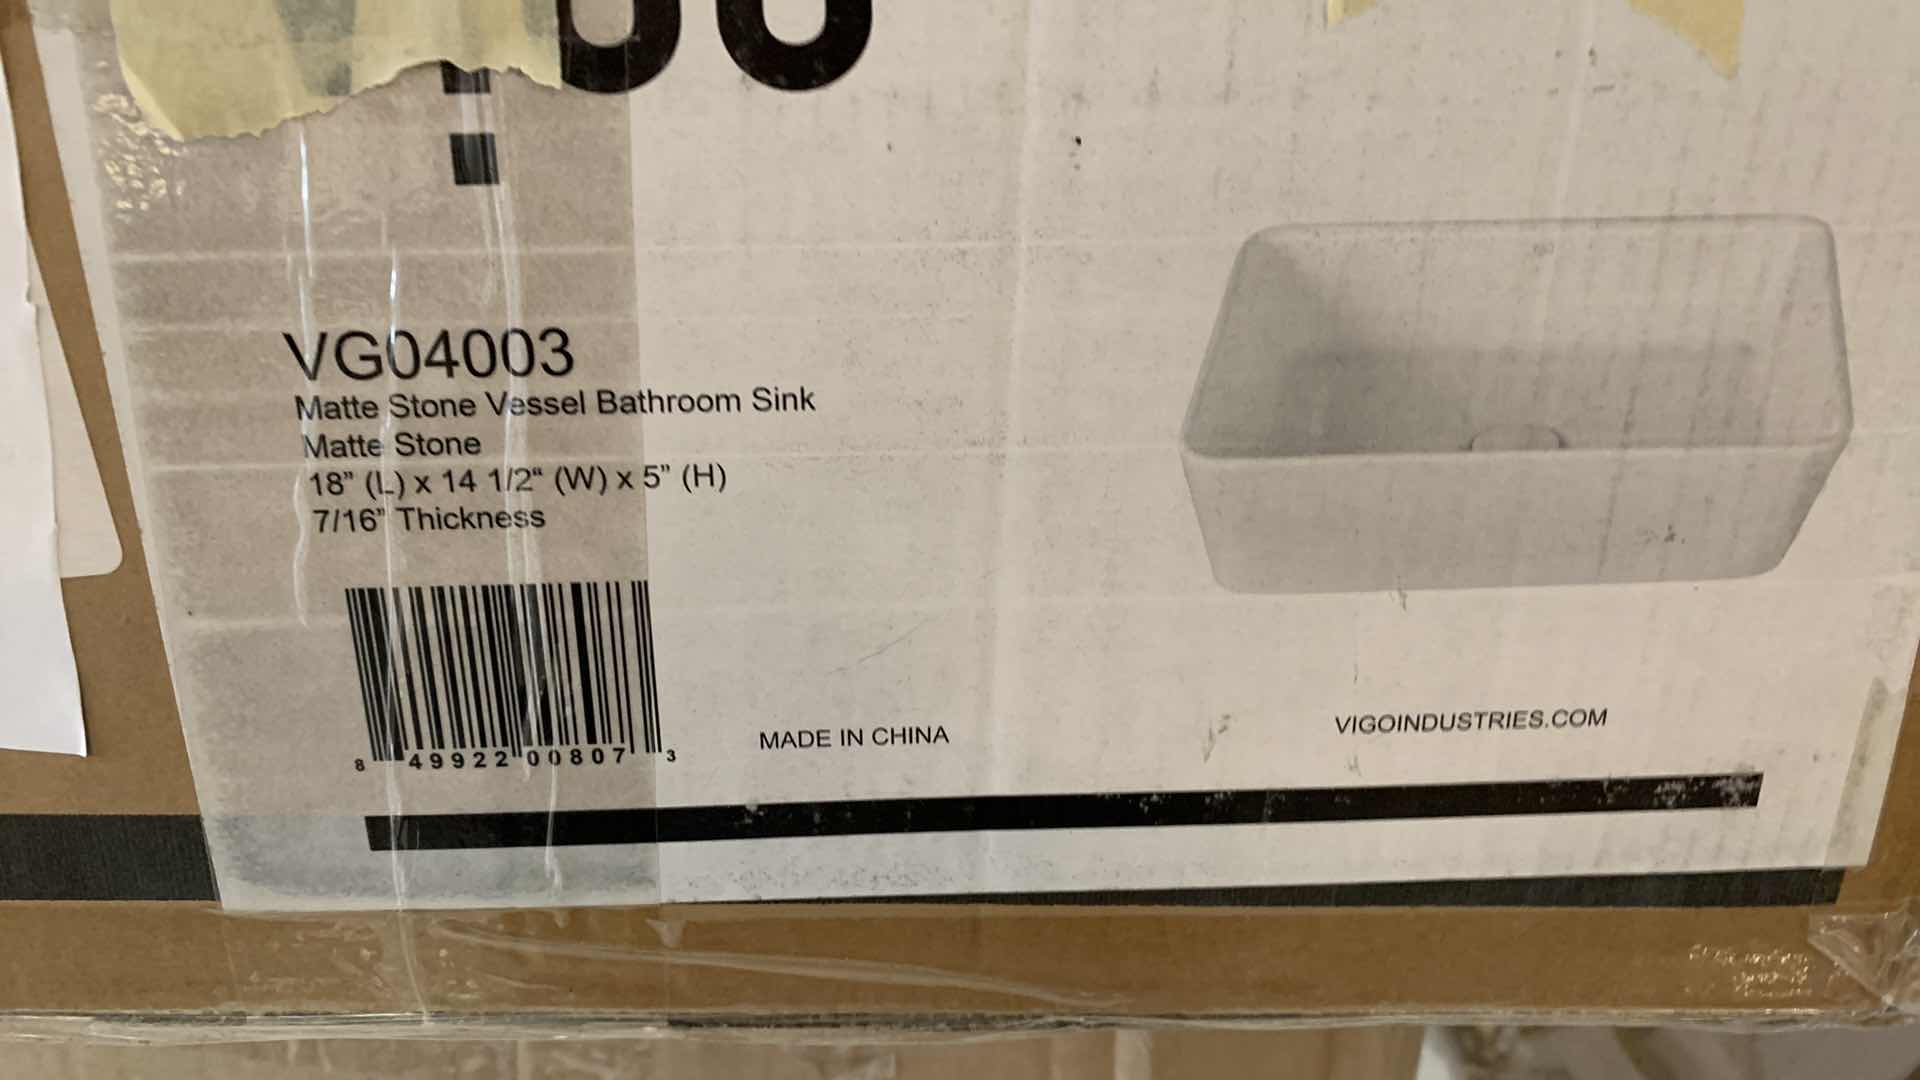 VG04003
Matte Stone Vessel Bathroom Sink
Matte Stone
18” (L) x 14 1/2“ (W) x 5” (H)
7/16” Thickness
8 49922 00807 3
MADE IN CHINA
VIGOINDUSTRIES.COM